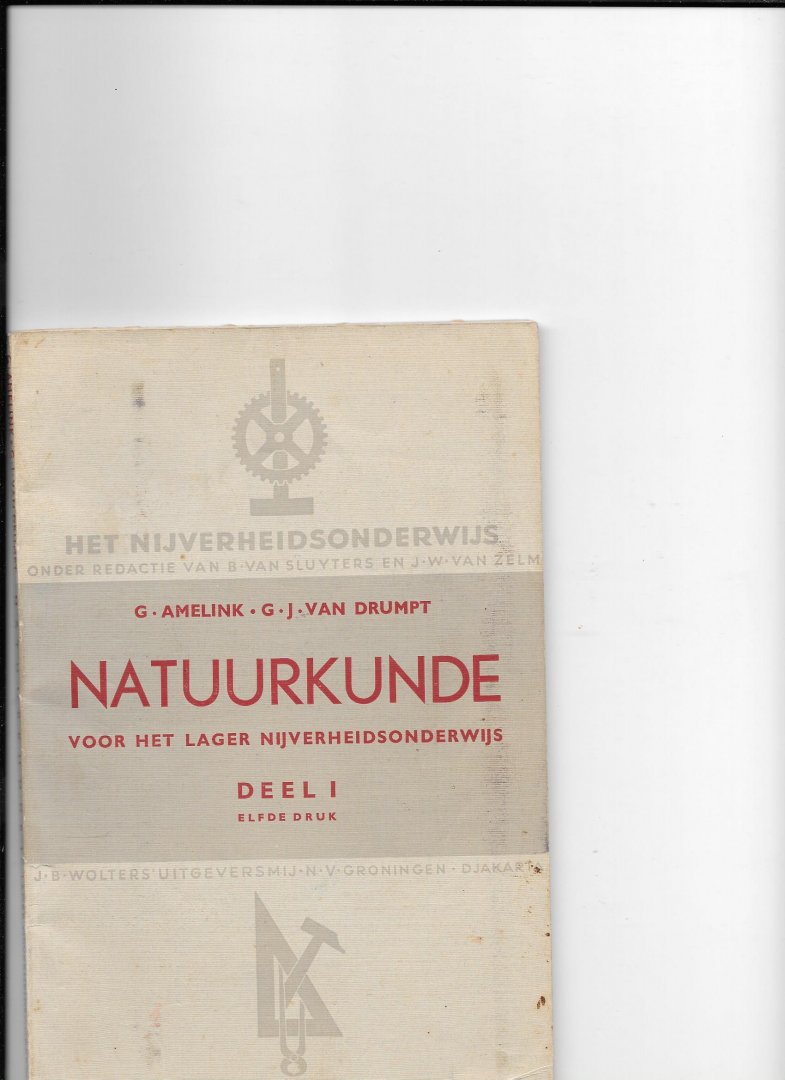 HET NIJVERHEIDSONDERWIJS
ONDER REDACTIE VAN B·VAN SLUYTERS EN J·W·VAN ZELM
G·AMELINK·G·J·VAN DRUMPT
NATUURKUNDE
VOOR HET LAGER NIJVERHEIDSONDERWIJS
DEEL I
ELFDE DRUK
J·B·WOLTERS' UITGEVERSMIJ·N·V·GRONINGEN·DJAKARTA